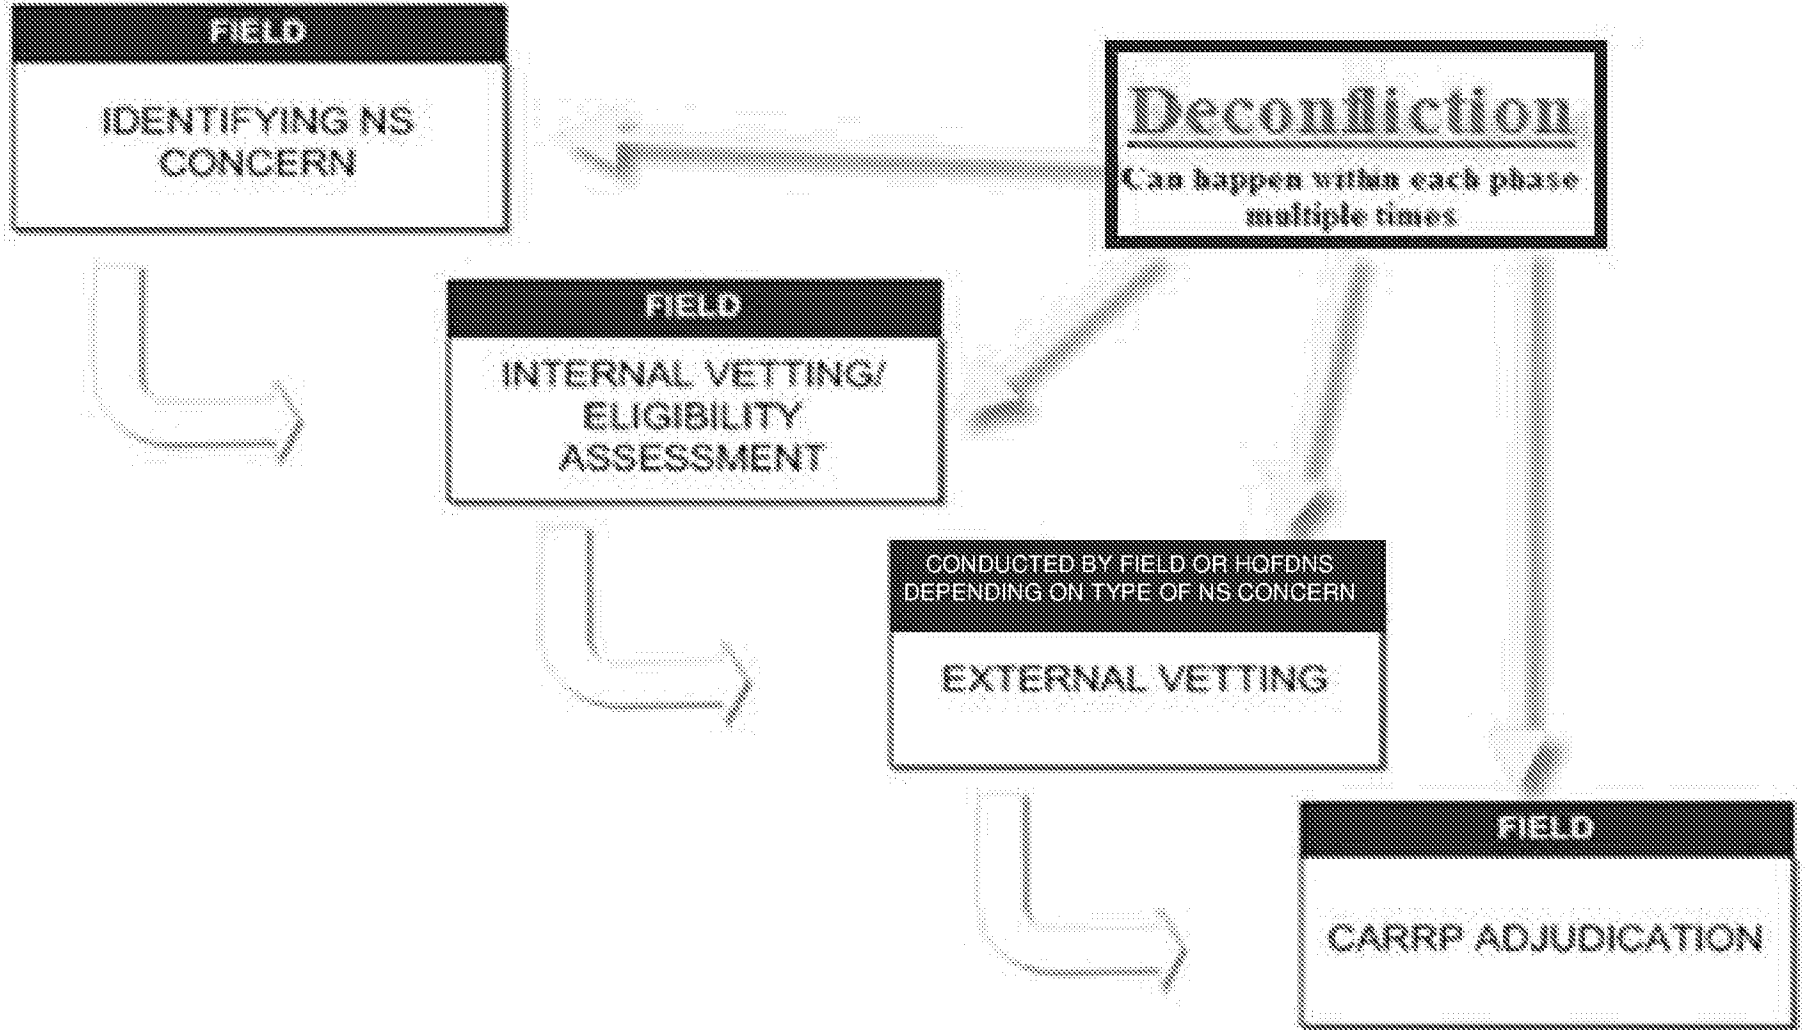 FIELD
IDENTIFYING NS
CONCERN
Deconfliction
Can happen within each phase
multiple times
FIELD
INTERNAL VETTING/
ELIGIBILITY
ASSESSMENT
CONDUCTED BY FIELD OR HQFDNS
DEPENDING ON TYPE OF NS CONCERN
EXTERNAL VETTING
FIELD
CARRP ADJUDICATION